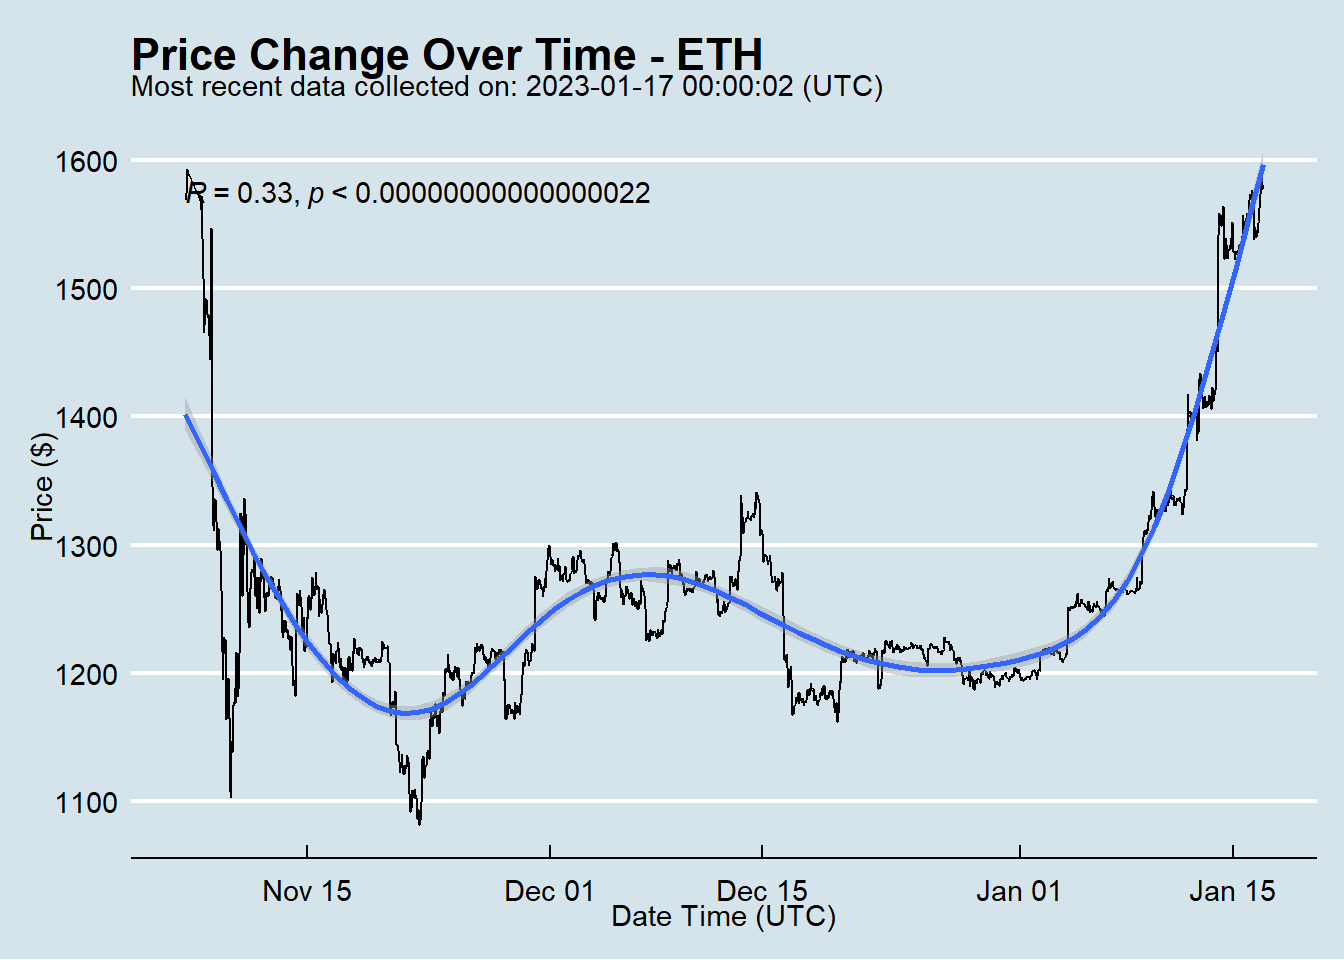 Price Change Over Time - ETH
Most recent data collected on: 2023-01-17 00:00:02 (UTC)
R = 0.33, p < 0.00000000000000022
1600
1500
1400
1300
1200
1100
Price ($)
Nov 15
Dec 01
Dec 15
Jan 01
Jan 15
Date Time (UTC)